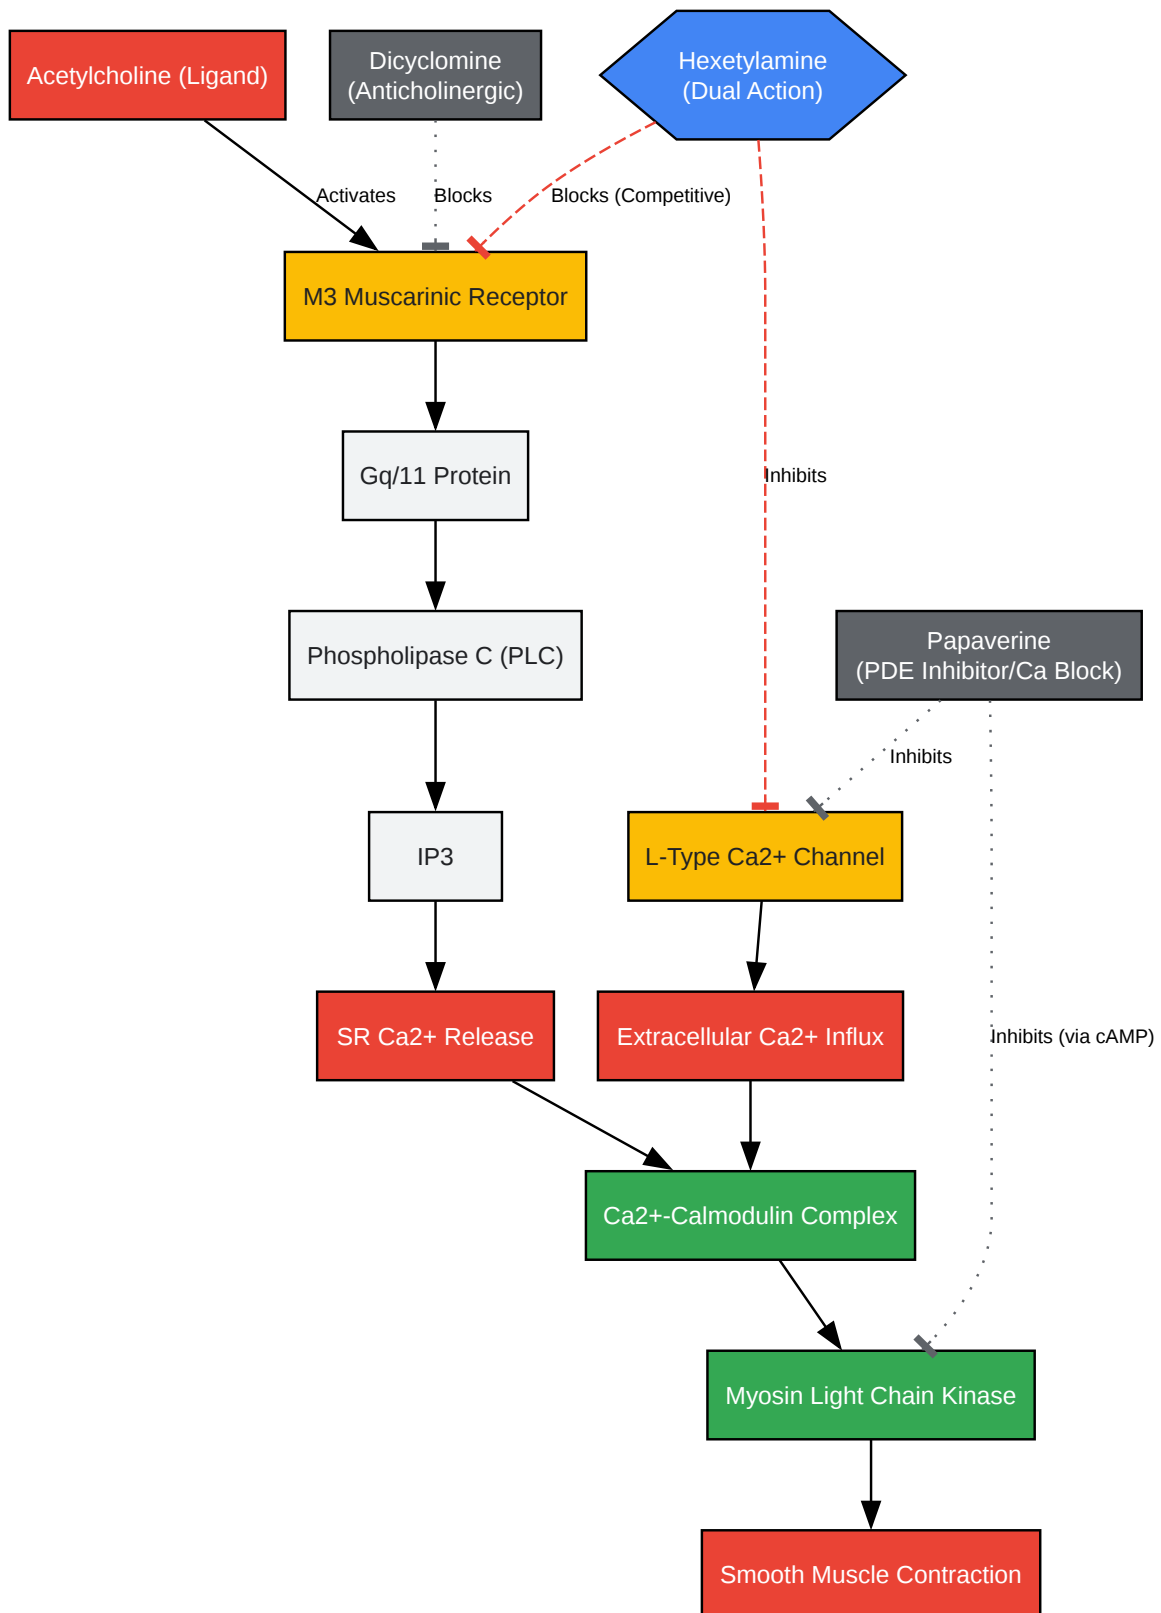 Acetylcholine (Ligand)
Dicyclomine
(Anticholinergic)
Hexetylamine
(Dual Action)
Activates
Blocks
Blocks (Competitive)
M3 Muscarinic Receptor
Gq/11 Protein
Inhibits
Phospholipase C (PLC)
Papaverine
(PDE Inhibitor/Ca Block)
Inhibits
IP3
L-Type Ca2+ Channel
SR Ca2+ Release
Extracellular Ca2+ Influx
Inhibits (via cAMP)
Ca2+-Calmodulin Complex
Myosin Light Chain Kinase
Smooth Muscle Contraction